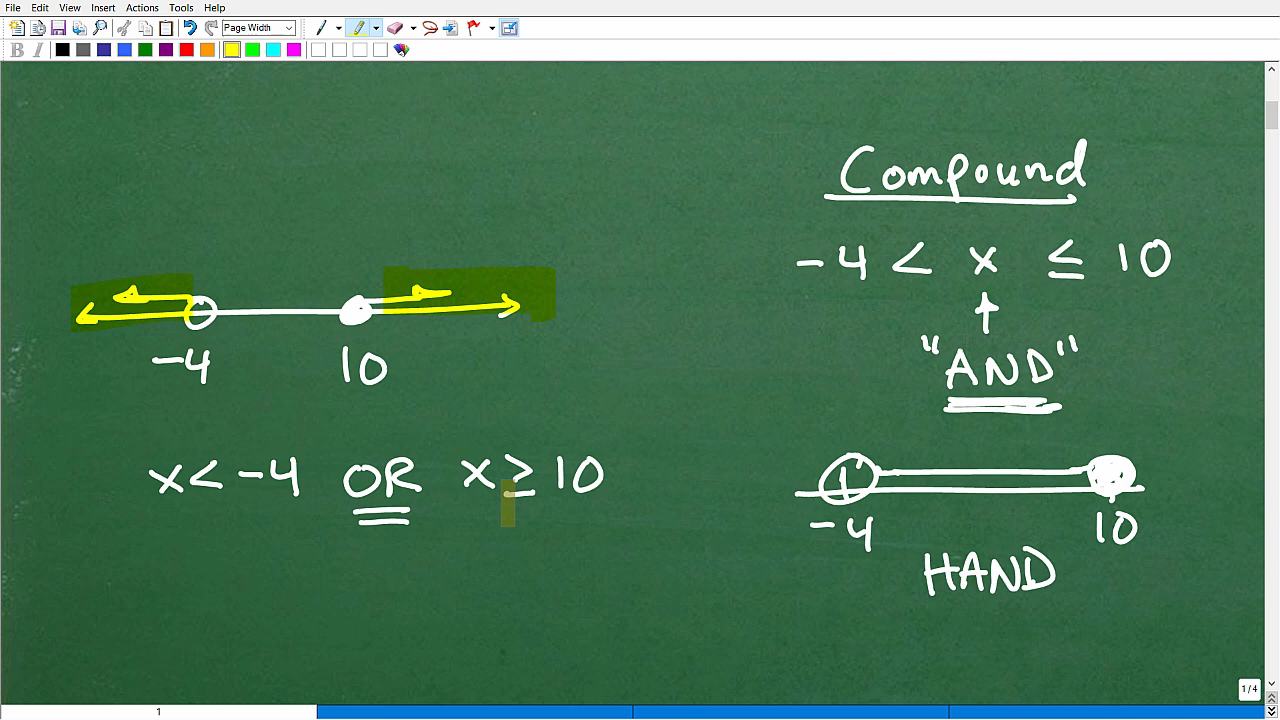 File Edit View Insert Actions Tools Help
Page Width
B I
Compound
-4 < x ≤ 10
"AND"
-4 10
x < -4 OR x ≥ 10
-4 10
HAND
1/4
1